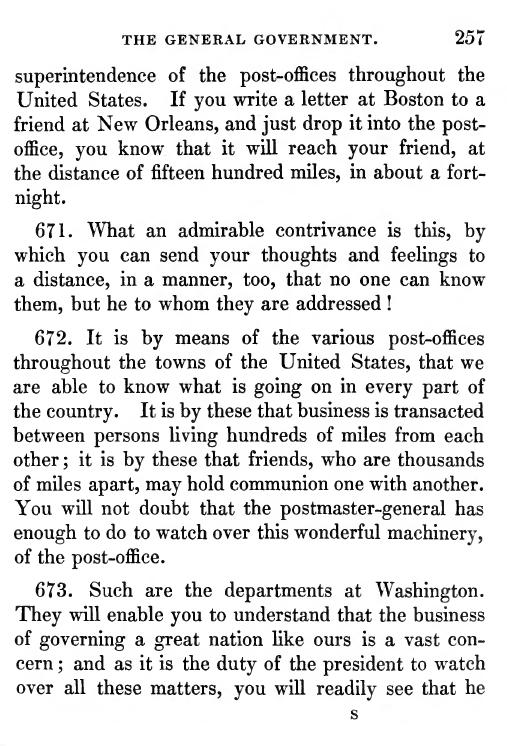 THE GENERAL GOVERNMENT. 257
superintendence of the post-offices throughout the
United States. If you write a letter at Boston to a
friend at New Orleans, and just drop it into the post-
office, you know that it will reach your friend, at
the distance of fifteen hundred miles, in about a fort-
night.
671. What an admirable contrivance is this, by
which you can send your thoughts and feelings to
a distance, in a manner, too, that no one can know
them, but he to whom they are addressed !
672. It is by means of the various post-offices
throughout the towns of the United States, that we
are able to know what is going on in every part of
the country. It is by these that business is transacted
between persons living hundreds of miles from each
other ; it is by these that friends, who are thousands
of miles apart, may hold communion one with another.
You will not doubt that the postmaster-general has
enough to do to watch over this wonderful machinery,
of the post-office.
673. Such are the departments at Washington.
They will enable you to understand that the business
of governing a great nation like ours is a vast con-
cern ; and as it is the duty of the president to watch
over all these matters, you will readily see that he
S